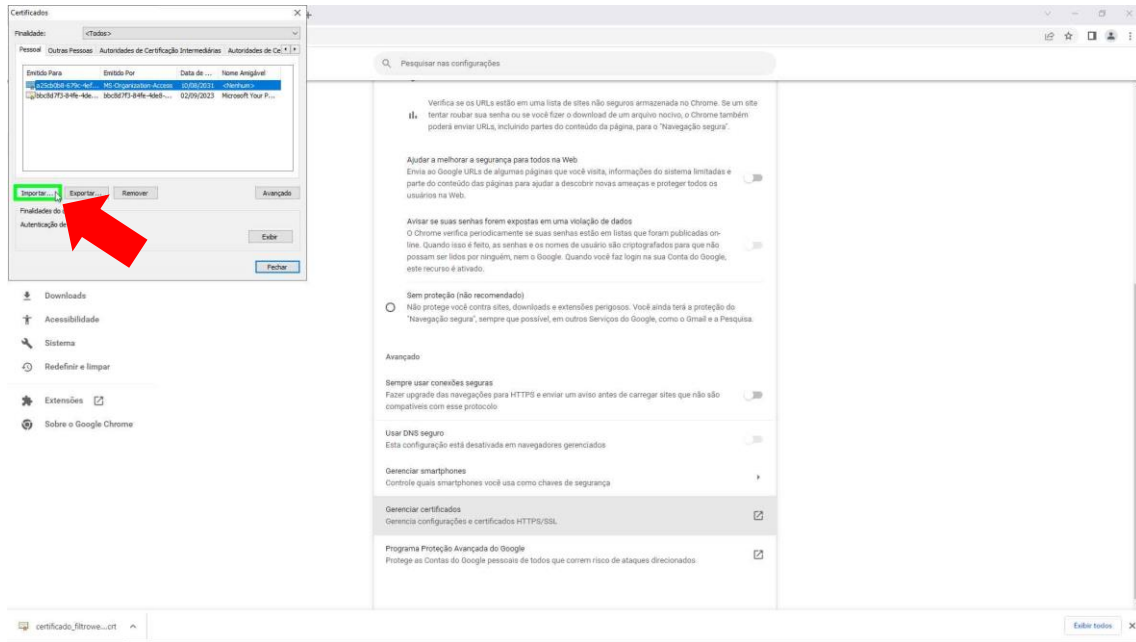 Certificados
Finalidade:
<Todos>
Pessoal
Outras Pessoas
Autoridades de Certificação Intermediárias
Autoridades de Ce
Emitido Para
Emitido Por
Data de ...
Nome Amigável
MS-Organization-Access
10/08/2031
<Nenhum>
02/09/2023
Microsoft Your P...
Importar...
Exportar...
Remover
Avançado
Finalidades do
Autenticação de
Exibir
Fechar
Downloads
Acessibilidade
Sistema
Redefinir e limpar
Extensões
Sobre o Google Chrome
Pesquisar nas configurações
Verifica se os URLs estão em uma lista de sites não seguros armazenada no Chrome. Se um site
tentar roubar sua senha ou se você fizer o download de um arquivo nocivo, o Chrome também
poderá enviar URLs, incluindo partes do conteúdo da página, para o "Navegação segura".
Ajudar a melhorar a segurança para todos na Web
Envia ao Google URLs de algumas páginas que você visita, informações do sistema limitadas e
parte do conteúdo das páginas para ajudar a descobrir novas ameaças e proteger todos os
usuários na Web.
Avisar se suas senhas forem expostas em uma violação de dados
O Chrome verifica periodicamente se suas senhas estão em listas que foram publicadas on-
line. Quando isso é feito, as senhas e os nomes de usuário são criptografados para que não
possam ser lidos por ninguém, nem o Google. Quando você faz login na sua Conta do Google,
este recurso é ativado.
Sem proteção (não recomendado)
Não protege você contra sites, downloads e extensões perigosos. Você ainda terá a proteção do
"Navegação segura", sempre que possível, em outros Serviços do Google, como o Gmail e a Pesquisa.
Avançado
Sempre usar conexões seguras
Fazer upgrade das navegações para HTTPS e enviar um aviso antes de carregar sites que não são
compatíveis com esse protocolo
Usar DNS seguro
Esta configuração está desativada em navegadores gerenciados
Gerenciar smartphones
Controle quais smartphones você usa como chaves de segurança
Gerenciar certificados
Gerencia configurações e certificados HTTPS/SSL
Programa Proteção Avançada do Google
Protege as Contas do Google pessoais de todos que correm risco de ataques direcionados
certificado_filtrowe....crt
Exibir todos